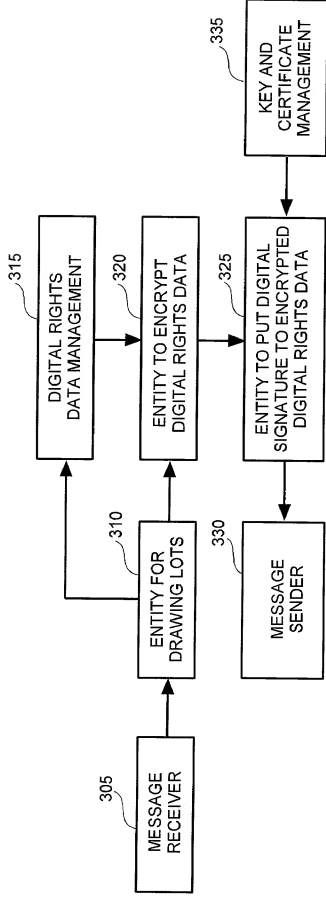 305
MESSAGE
RECEIVER
310
ENTITY FOR
DRAWING LOTS
315
DIGITAL RIGHTS
DATA MANAGEMENT
320
ENTITY TO ENCRYPT
DIGITAL RIGHTS DATA
325
ENTITY TO PUT DIGITAL
SIGNATURE TO ENCRYPTED
DIGITAL RIGHTS DATA
330
MESSAGE
SENDER
335
KEY AND
CERTIFICATE
MANAGEMENT